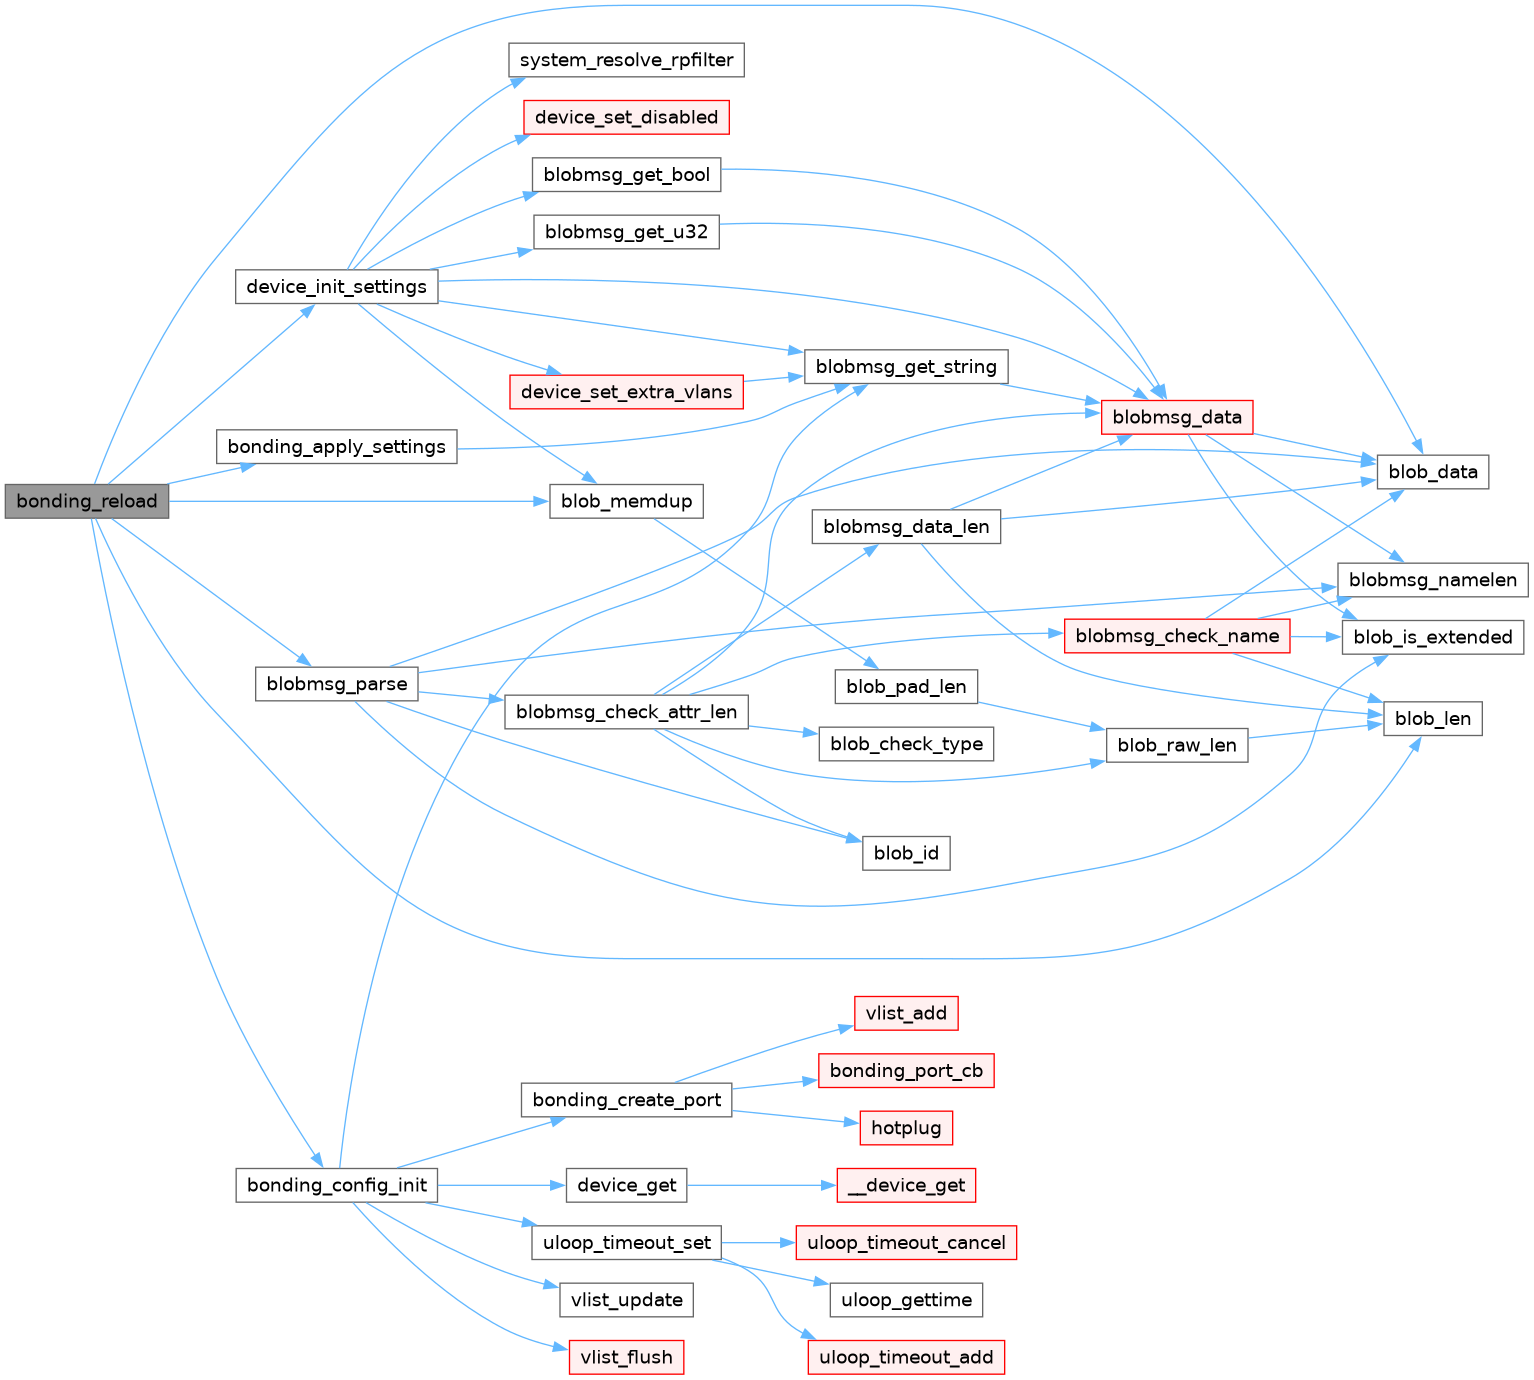 system_resolve_rpfilter
device_set_disabled
blobmsg_get_bool
blobmsg_get_u32
device_init_settings
blobmsg_get_string
device_set_extra_vlans
blobmsg_data
bonding_apply_settings
blob_data
bonding_reload
blob_memdup
blobmsg_data_len
blobmsg_namelen
blobmsg_check_name
blob_is_extended
blobmsg_parse
blob_pad_len
blobmsg_check_attr_len
blob_len
blob_check_type
blob_raw_len
blob_id
vlist_add
bonding_port_cb
bonding_create_port
hotplug
bonding_config_init
device_get
__device_get
uloop_timeout_set
uloop_timeout_cancel
vlist_update
uloop_gettime
vlist_flush
uloop_timeout_add